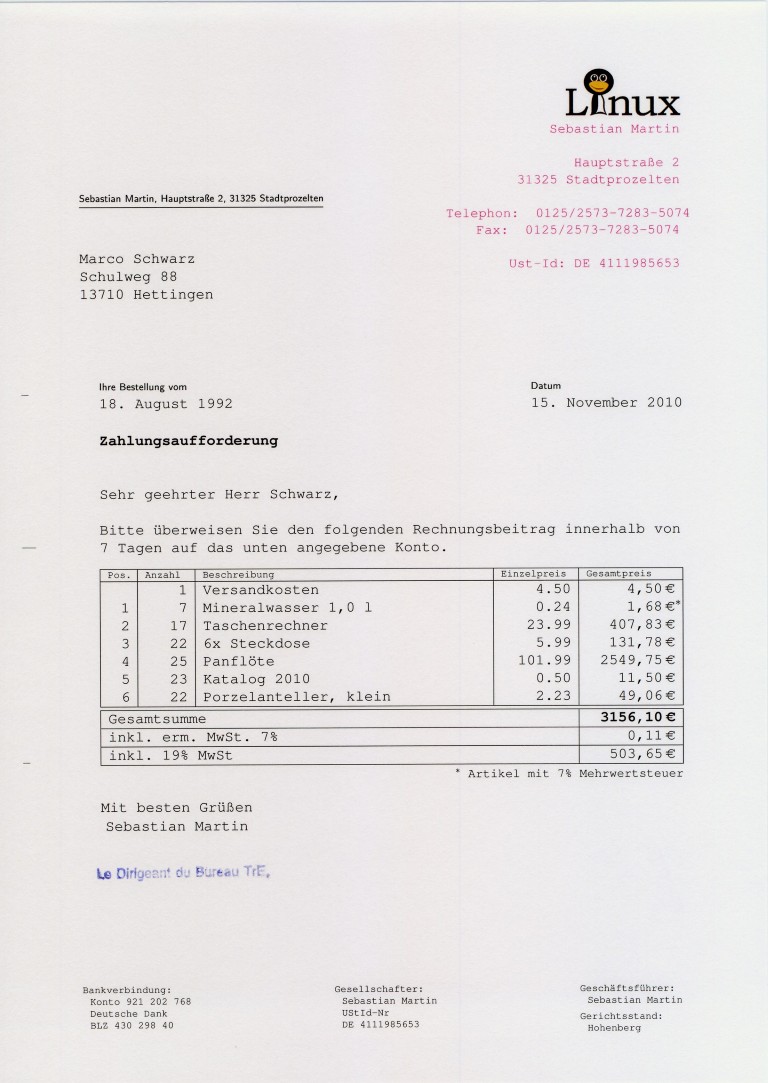 Linux
Sebastian Martin
Hauptstraße 2
31325 Stadtprozelten
Sebastian Martin, Hauptstraße 2, 31325 Stadtprozelten
Telephon: 0125/2573-7283-5074
Fax: 0125/2573-7283-5074
Ust-Id: DE 4111985653
Marco Schwarz
Schulweg 88
13710 Hettingen
Ihre Bestellung vom
18. August 1992
Datum
15. November 2010
Zahlungsaufforderung
Sehr geehrter Herr Schwarz,
Bitte überweisen Sie den folgenden Rechnungsbeitrag innerhalb von
7 Tagen auf das unten angegebene Konto.
Pos. Anzahl Beschreibung Einzelpreis Gesamtpreis
1 Versandkosten 4.50 4,50€
1 7 Mineralwasser 1,0 l 0.24 1,68€*
2 17 Taschenrechner 23.99 407,83€
3 22 6x Steckdose 5.99 131,78€
4 25 Panflöte 101.99 2549,75€
5 23 Katalog 2010 0.50 11,50€
6 22 Porzelanteller, klein 2.23 49,06€
Gesamtsumme 3156,10€
inkl. erm. MwSt. 7% 0,11€
inkl. 19% MwSt 503,65€
* Artikel mit 7% Mehrwertsteuer
Mit besten Grüßen
Sebastian Martin
Le Dirigeant du Bureau TrE,
Bankverbindung:
Konto 921 202 768
Deutsche Dank
BLZ 430 298 40
Gesellschafter:
Sebastian Martin
UStId-Nr
DE 4111985653
Geschäftsführer:
Sebastian Martin
Gerichtsstand:
Hohenberg